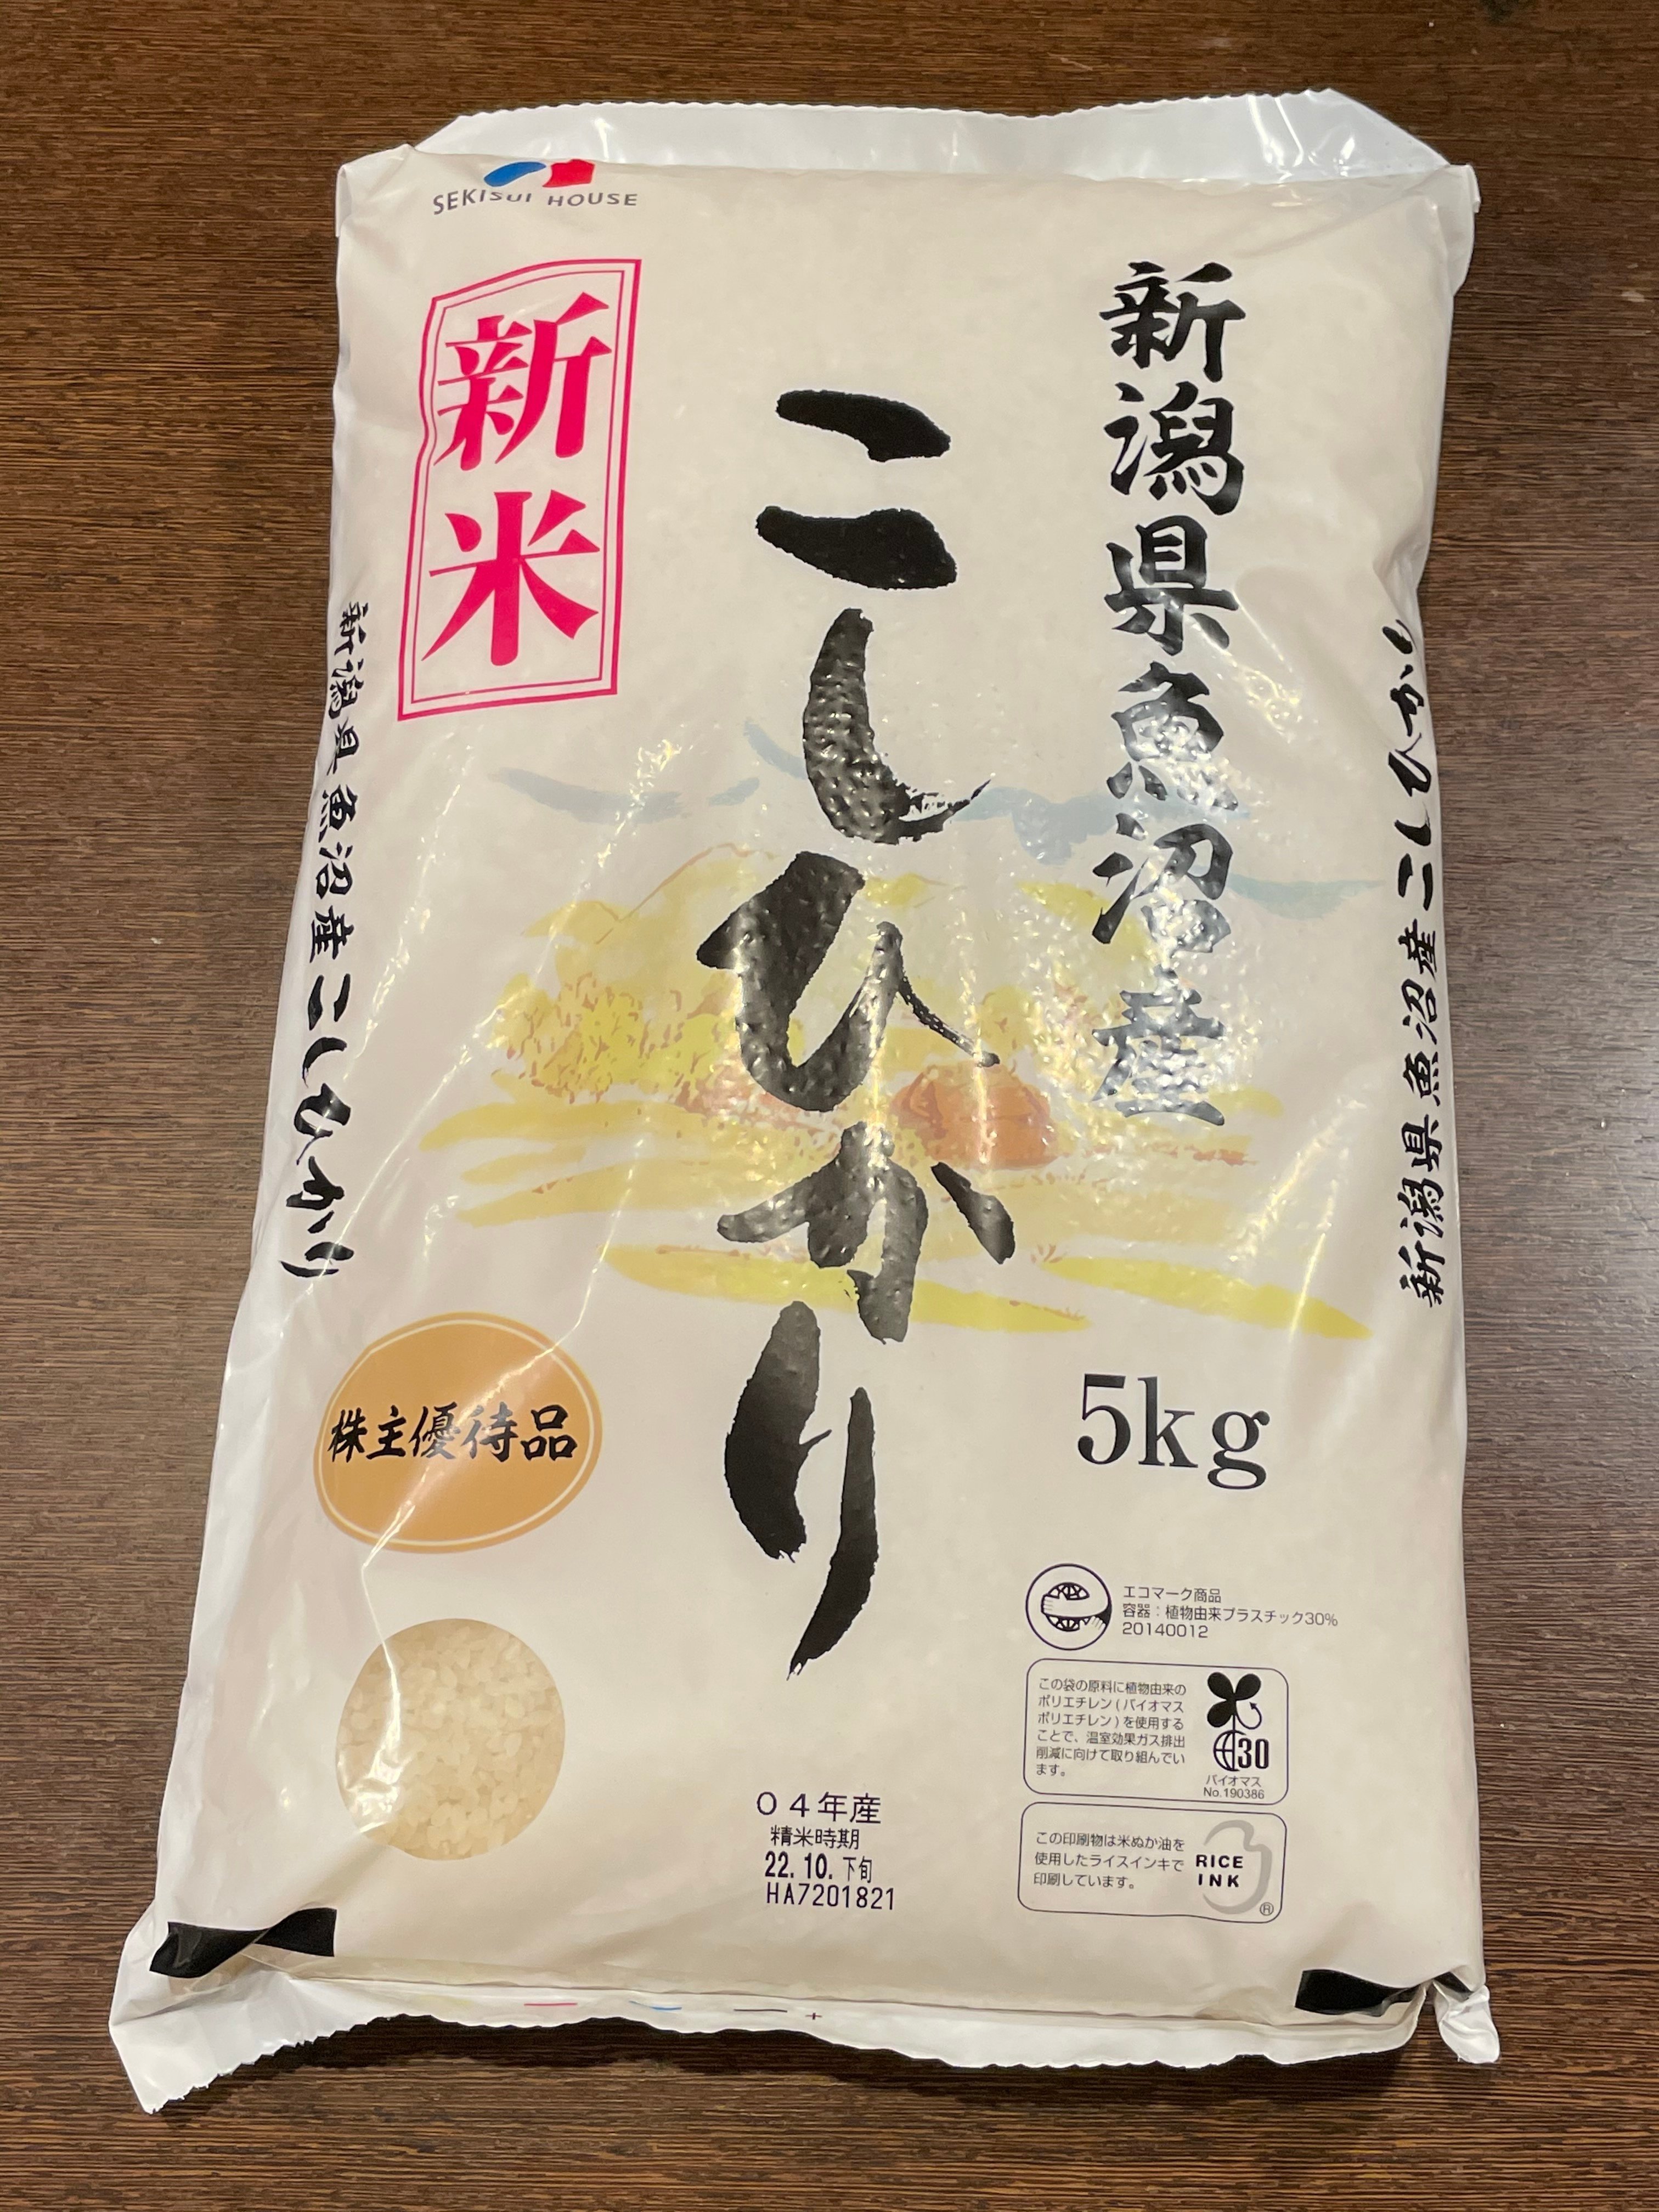 SEKISUI HOUSE
新潟県魚沼産
こしひかり
新米
新潟県魚沼産こしひかり
新潟県魚沼産こしひかり
株主優待品
5kg
エコマーク商品
容器：植物由来プラスチック30%
20140012
この袋の原料に植物由来の
ポリエチレン(バイオマス
ポリエチレン)を使用する
ことで、温室効果ガス排出
削減に向けて取り組んでい
ます。
30
バイオマス
No.190386
この印刷物は米ぬか油を
使用したライスインキで
印刷しています。
RICE
INK
®
04年産
精米時期
22.10.下旬
HA7201821